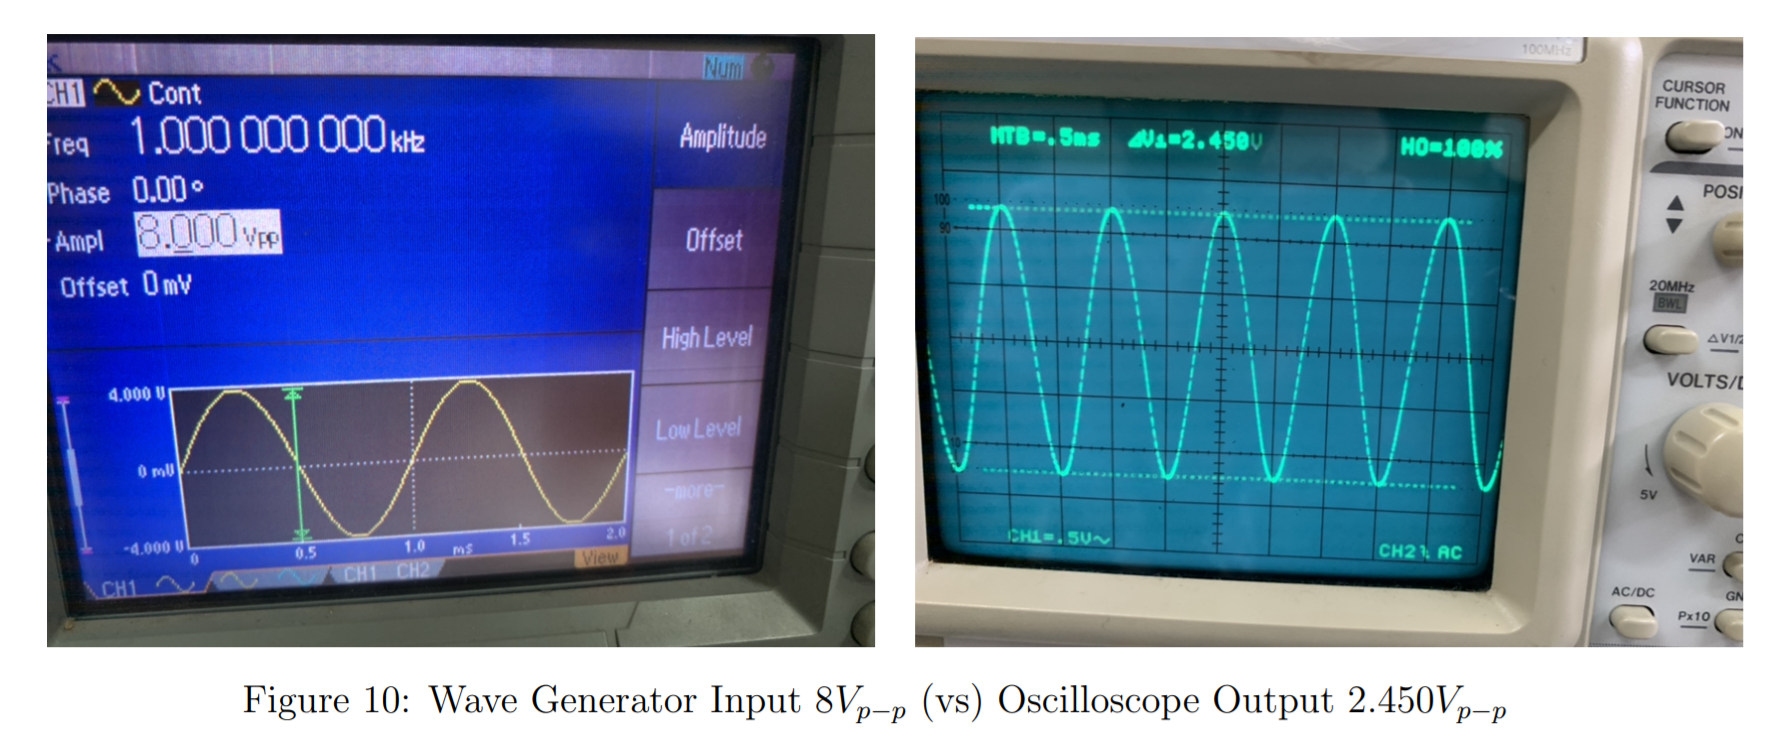 Num
CH1 Cont
Freq 1.000 000 000 kHz
Phase 0.00°
Ampl 8.000 Vpp
Offset 0 mV
Amplitude
Offset
High Level
Low Level
-more-
1 of 2
4.000 V
0 mV
-4.000 V
0 0.5 1.0 ms 1.5 2.0
View
CH1 CH1 CH2
100MHz
MTB=.5ms ΔV⊥=2.450V HO=100%
100
90
10
CH1=.5V~
CH2 AC
CURSOR
FUNCTION
ON
POSI
20MHz
BWL
ΔV1/2
VOLTS/D
5V
VAR
AC/DC
GN
Px10
Figure 10: Wave Generator Input 8Vp−p (vs) Oscilloscope Output 2.450Vp−p